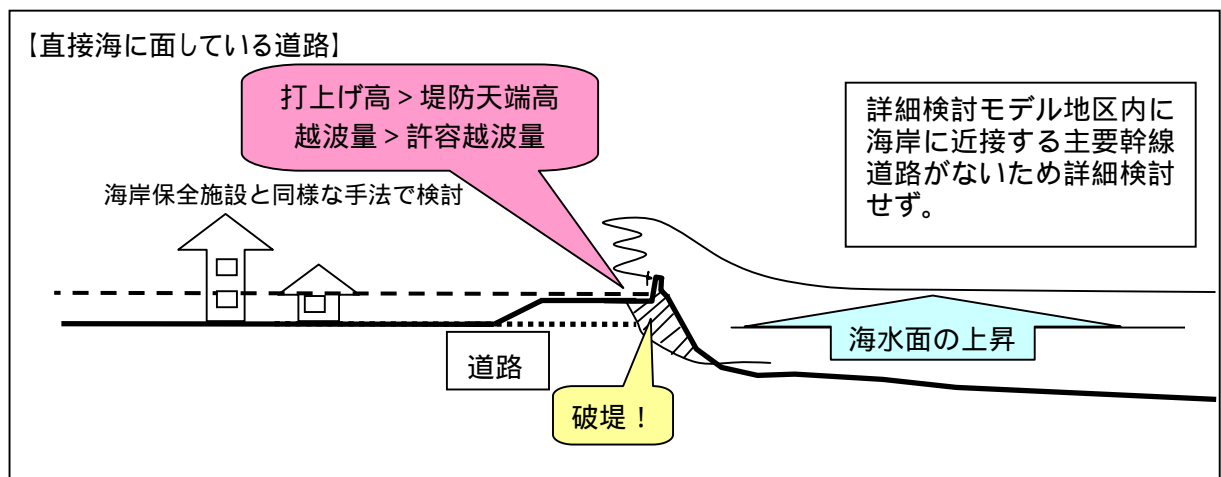 【直接海に面している道路】
打上げ高＞堤防天端高
越波量＞許容越波量
海岸保全施設と同様な手法で検討
詳細検討モデル地区内に
海岸に近接する主要幹線
道路がないため詳細検討
せず。
海水面の上昇
道路
破堤！